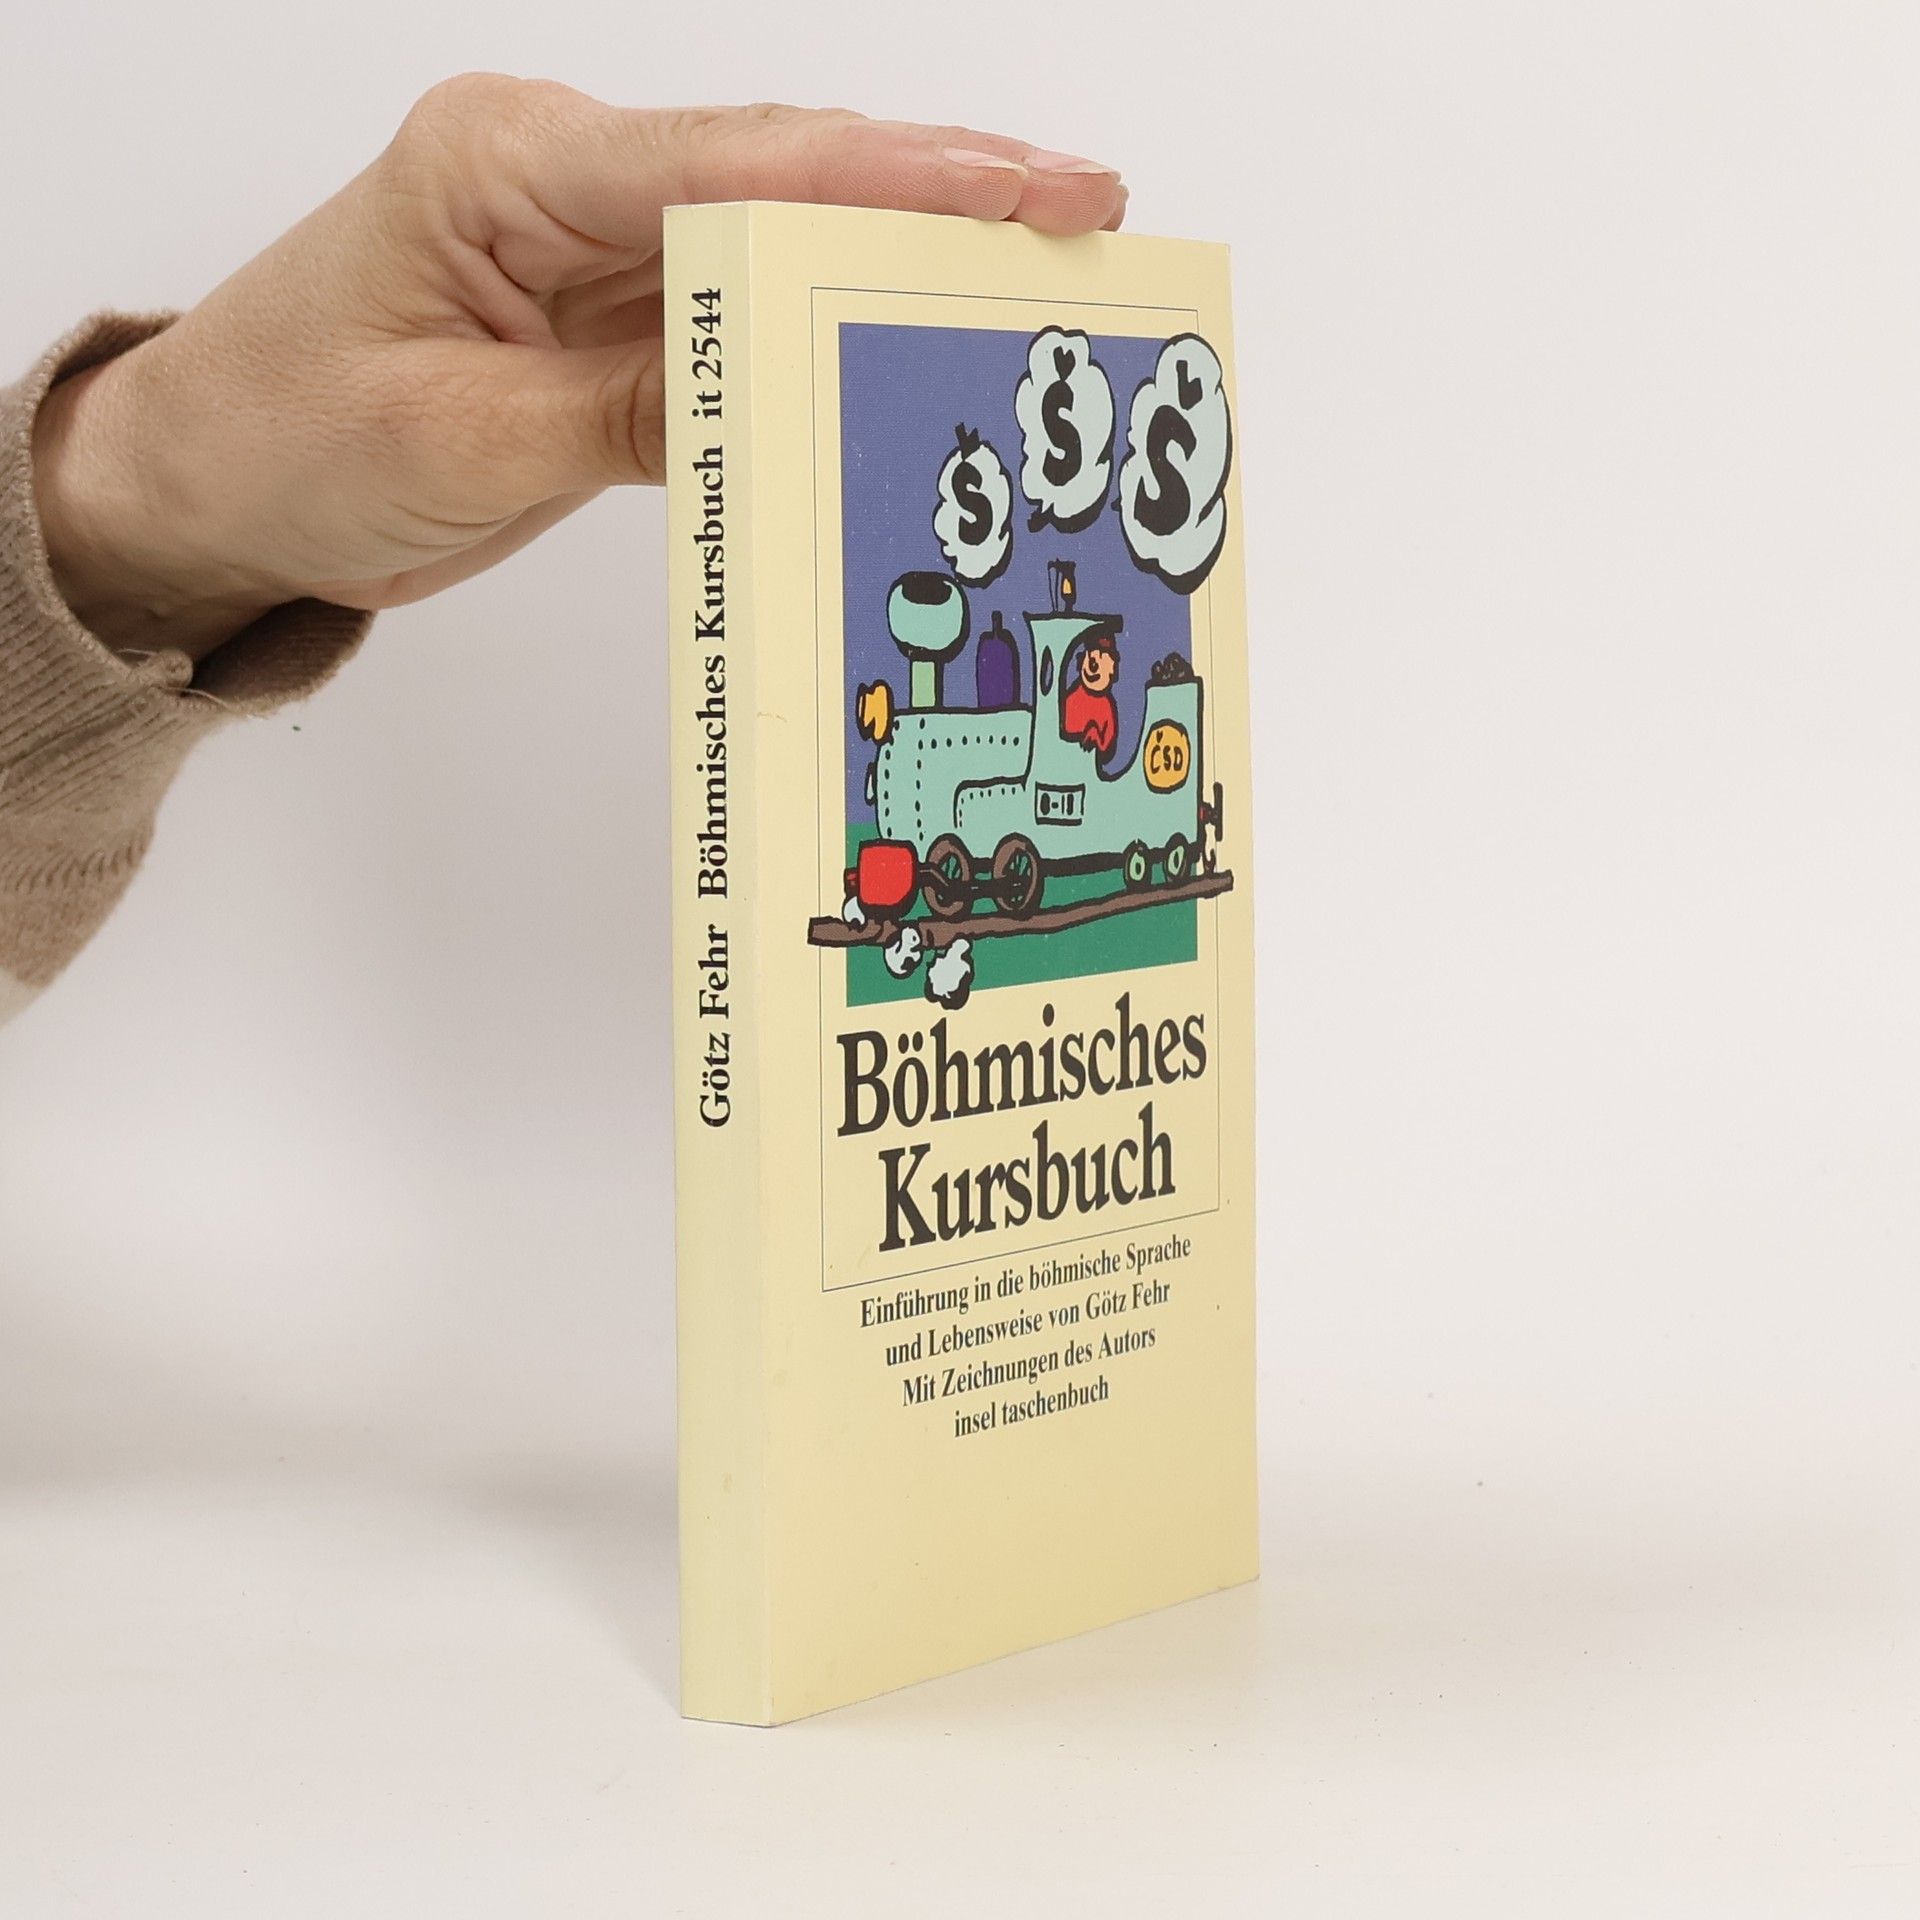 Götz Fehr Böhmisches Kursbuch it 2544
Š Š Š
ČSD
Böhmisches
Kursbuch
Einführung in die böhmische Sprache
und Lebensweise von Götz Fehr
Mit Zeichnungen des Autors
insel taschenbuch